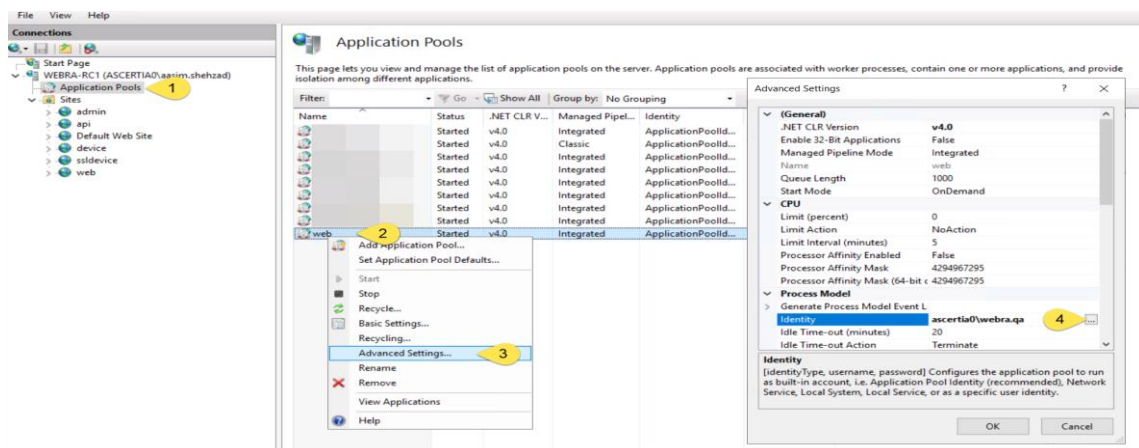 File View Help
Connections
Start Page
WEBRA-RC1 (ASCERTIA0\aasim.shehzad)
Application Pools 1
Sites
admin
api
Default Web Site
device
ssldevice
web
Application Pools
This page lets you view and manage the list of application pools on the server. Application pools are associated with worker processes, contain one or more applications, and provide
isolation among different applications.
Filter: Go Show All Group by: No Grouping
Name Status .NET CLR V... Managed Pipel... Identity
Started v4.0 Integrated ApplicationPoolId...
Started v4.0 Classic ApplicationPoolId...
Started v4.0 Integrated ApplicationPoolId...
Started v4.0 Integrated ApplicationPoolId...
Started v4.0 Integrated ApplicationPoolId...
Started v4.0 Integrated ApplicationPoolId...
Started v4.0 Integrated ApplicationPoolId...
Started v4.0 Integrated ApplicationPoolId...
web 2 Started v4.0 Integrated ApplicationPoolId...
Add Application Pool...
Set Application Pool Defaults...
Start
Stop
Recycle...
Basic Settings...
Recycling...
Advanced Settings... 3
Rename
Remove
View Applications
Help
Advanced Settings ? ×
(General)
.NET CLR Version v4.0
Enable 32-Bit Applications False
Managed Pipeline Mode Integrated
Name web
Queue Length 1000
Start Mode OnDemand
CPU
Limit (percent) 0
Limit Action NoAction
Limit Interval (minutes) 5
Processor Affinity Enabled False
Processor Affinity Mask 4294967295
Processor Affinity Mask (64-bit c 4294967295
Process Model
Generate Process Model Event L
Identity ascertia0\webra.qa 4 ...
Idle Time-out (minutes) 20
Idle Time-out Action Terminate
Identity
[identityType, username, password] Configures the application pool to run
as built-in account, i.e. Application Pool Identity (recommended), Network
Service, Local System, Local Service, or as a specific user identity.
OK Cancel